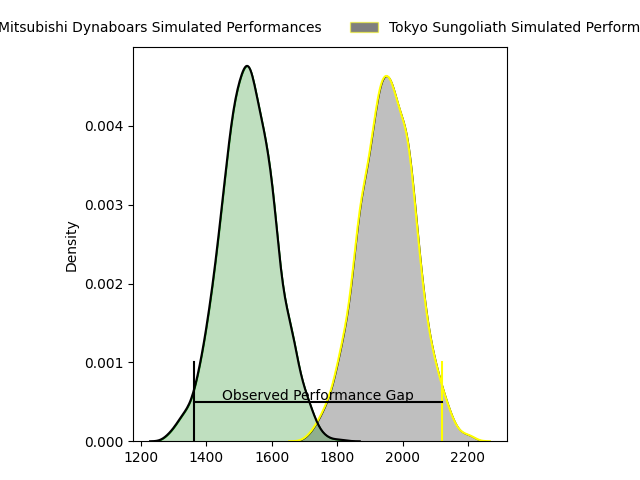 Mitsubishi Dynaboars Simulated Performances
Tokyo Sungoliath Simulated Perform
0.004
0.003
0.002
0.001
0.000
Density
Observed Performance Gap
1200 1400 1600 1800 2000 2200